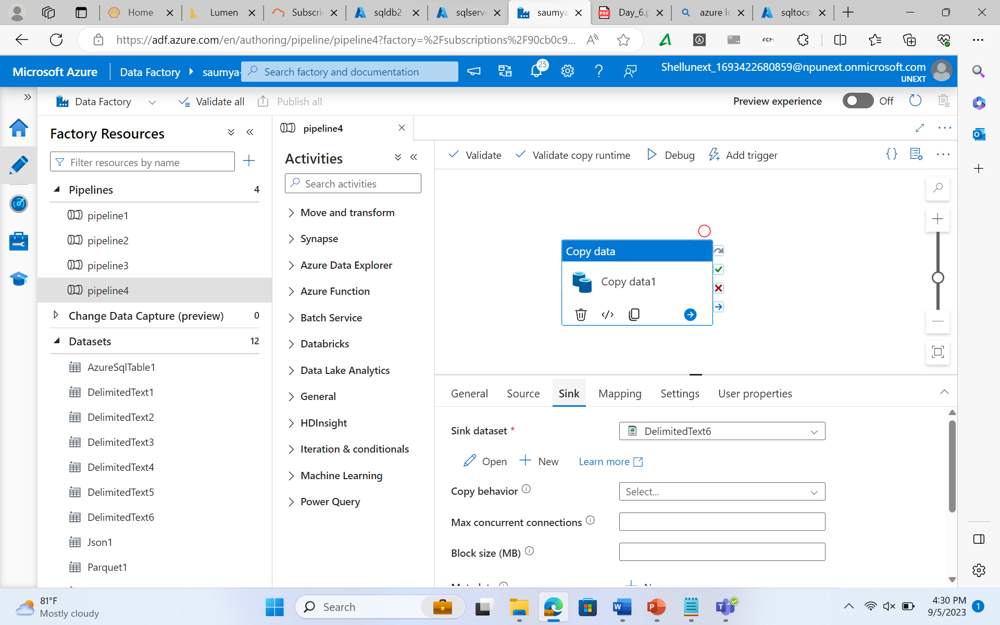 Home
Lumen
Subscri
sqldb2
sqlserve
saumya
Day_6.p
azure lo
sqltocsv
https://adf.azure.com/en/authoring/pipeline/pipeline4?factory=%2Fsubscriptions%2F90cb0c9...
FCM
Microsoft Azure
Data Factory
saumya-
Search factory and documentation
25
Shellunext_1693422680859@npunext.onmicrosoft.com
UNEXT
Data Factory
Validate all
Publish all
Preview experience
Off
Factory Resources
Filter resources by name
Pipelines 4
pipeline1
pipeline2
pipeline3
pipeline4
Change Data Capture (preview) 0
Datasets 12
AzureSqlTable1
DelimitedText1
DelimitedText2
DelimitedText3
DelimitedText4
DelimitedText5
DelimitedText6
Json1
Parquet1
pipeline4
Activities
Search activities
Move and transform
Synapse
Azure Data Explorer
Azure Function
Batch Service
Databricks
Data Lake Analytics
General
HDInsight
Iteration & conditionals
Machine Learning
Power Query
Validate
Validate copy runtime
Debug
Add trigger
Copy data
Copy data1
General
Source
Sink
Mapping
Settings
User properties
Sink dataset *
DelimitedText6
Open
New
Learn more
Copy behavior
Select...
Max concurrent connections
Block size (MB)
81°F
Mostly cloudy
Search
4:30 PM
9/5/2023
1